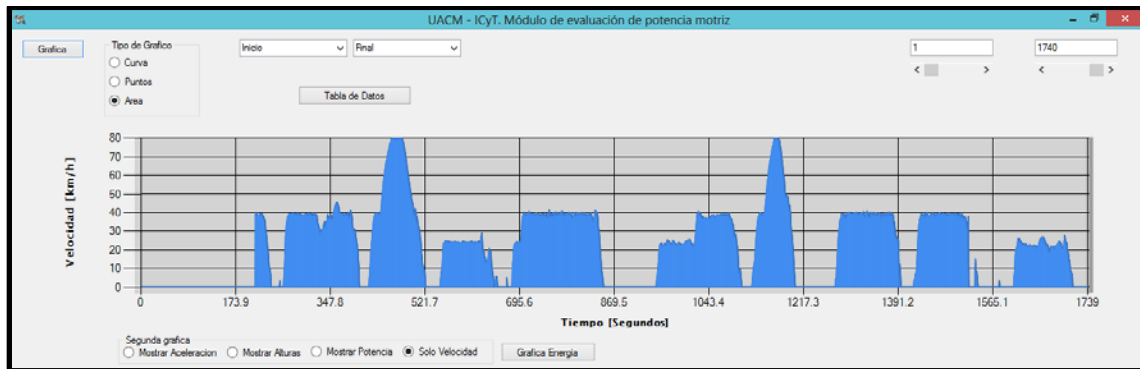 UACM - ICyT. Módulo de evaluación de potencia motriz
Grafica
Tipo de Grafico
Curva
Puntos
Area
Inicio
Final
Tabla de Datos
1
1740
Velocidad [km/h]
80
70
60
50
40
30
20
10
0
0 173.9 347.8 521.7 695.6 869.5 1043.4 1217.3 1391.2 1565.1 1739
Tiempo [Segundos]
Segunda grafica
Mostrar Aceleracion Mostrar Alturas Mostrar Potencia Solo Velocidad Grafica Energia